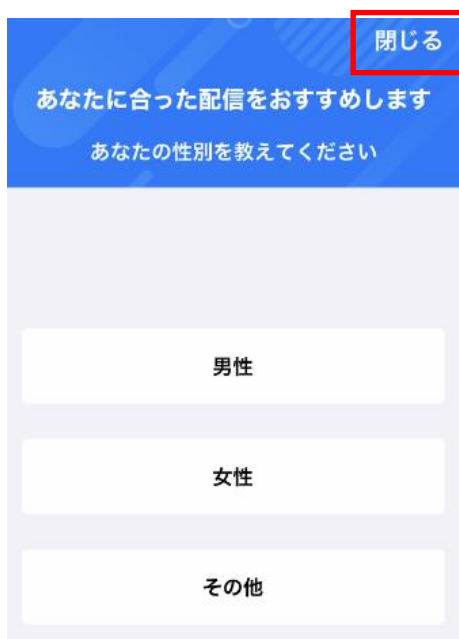 閉じる
あなたに合った配信をおすすめします
あなたの性別を教えてください
男性
女性
その他